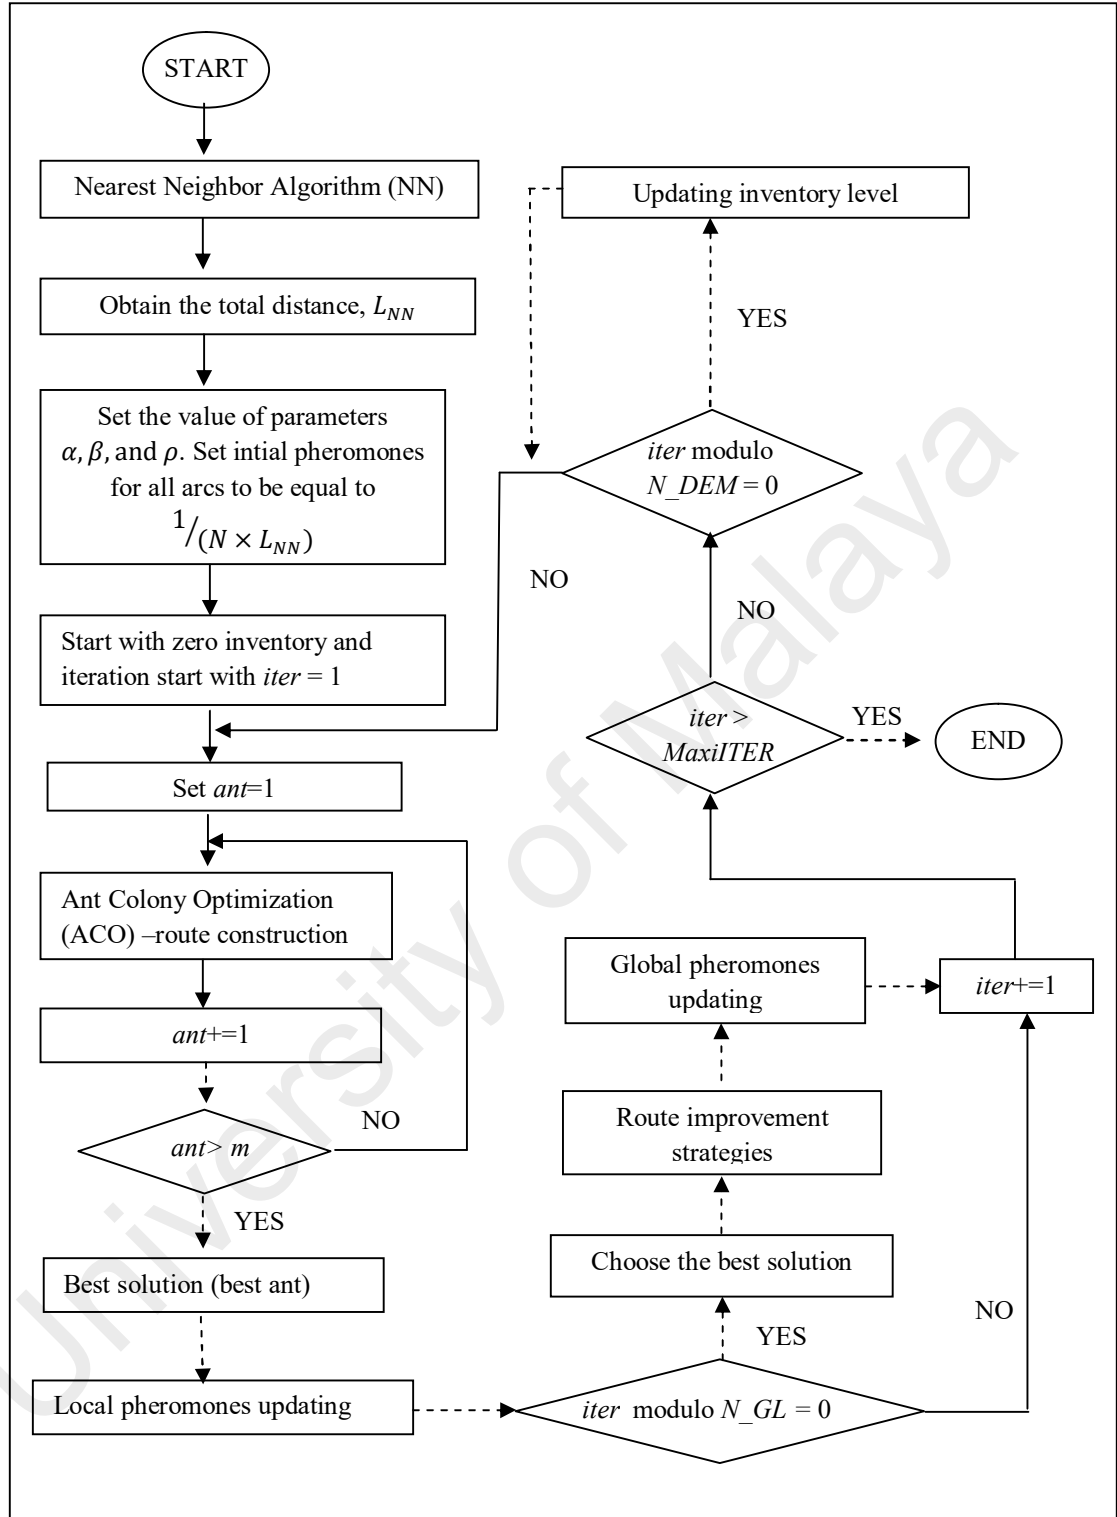 START
Nearest Neighbor Algorithm (NN)
Obtain the total distance, L_NN
Set the value of parameters
α, β, and ρ. Set intial pheromones
for all arcs to be equal to
1/(N × L_NN)
Start with zero inventory and
iteration start with iter = 1
Set ant=1
Ant Colony Optimization
(ACO) –route construction
ant+=1
ant> m
NO
YES
Best solution (best ant)
Local pheromones updating
iter modulo N_GL = 0
YES
NO
Choose the best solution
Route improvement
strategies
Global pheromones
updating
iter+=1
iter >
MaxiITER
YES
END
NO
iter modulo
N_DEM = 0
NO
YES
Updating inventory level
University of Malaya